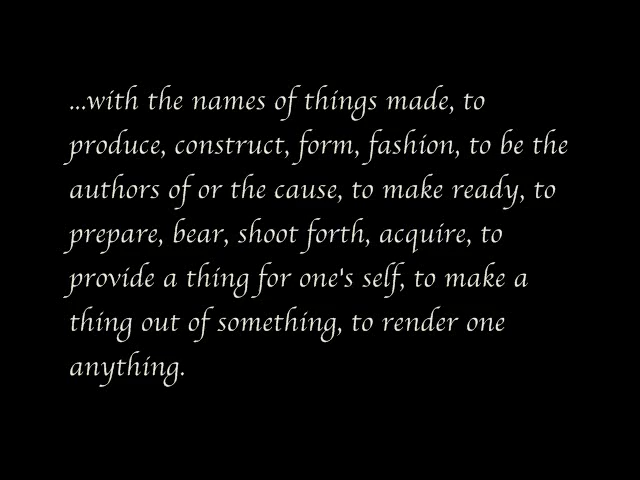 ...with the names of things made, to
produce, construct, form, fashion, to be the
authors of or the cause, to make ready, to
prepare, bear, shoot forth, acquire, to
provide a thing for one's self, to make a
thing out of something, to render one
anything.